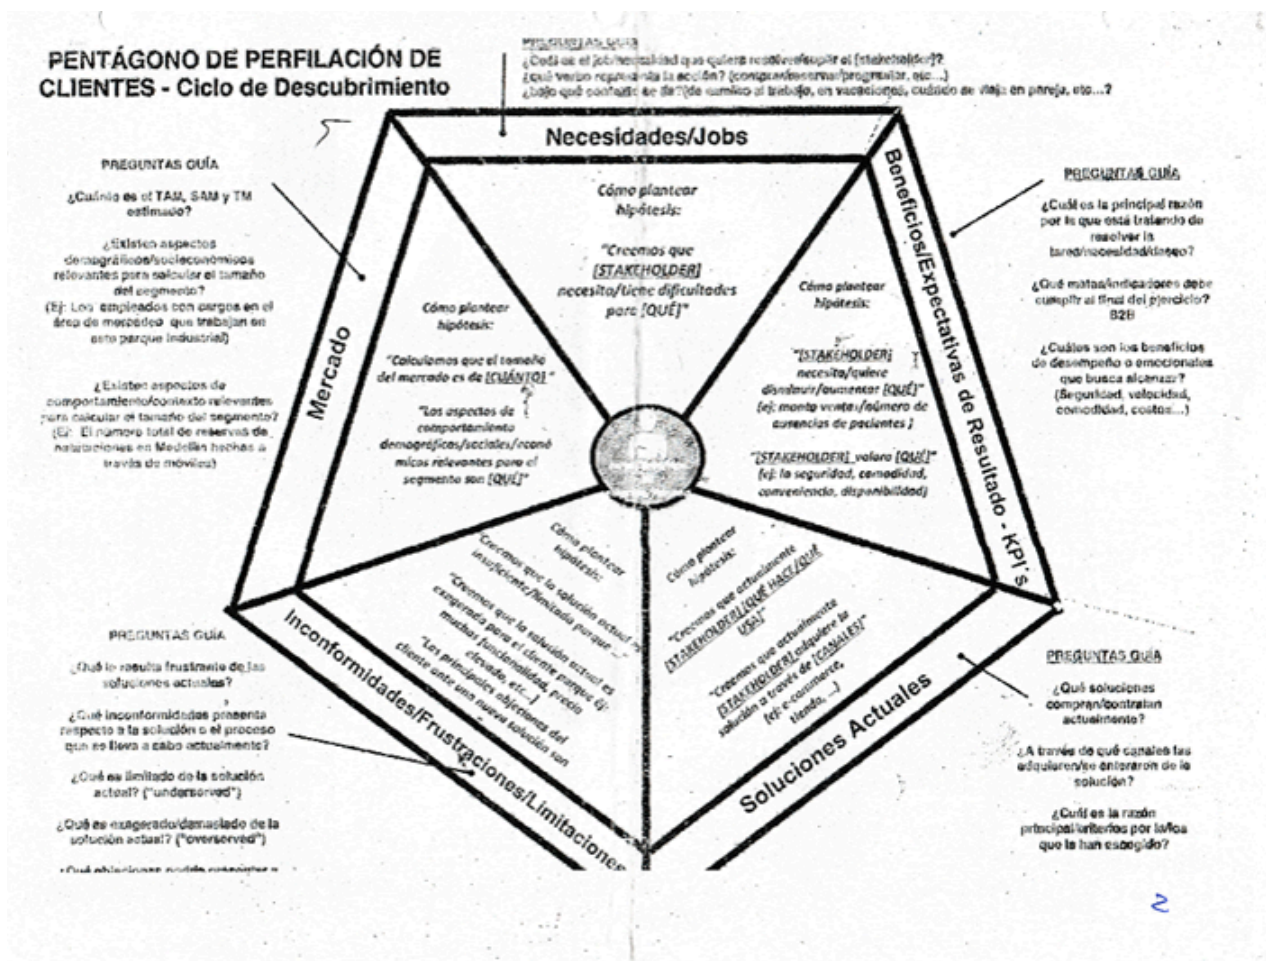 PENTÁGONO DE PERFILACIÓN DE
CLIENTES - Ciclo de Descubrimiento
PREGUNTAS GUÍA
¿Cuál es el job/necesidad que quiere resolver/suplir el [stakeholder]?
¿qué verbo representa la acción? (comprar/reservar/programar, etc...)
¿bajo qué contexto se da? (de camino al trabajo, en vacaciones, cuándo se viaja en pareja, etc...?
Necesidades/Jobs
Cómo plantear
hipótesis:
"Creemos que
[STAKEHOLDER]
necesita/tiene dificultades
para [QUÉ]"
PREGUNTAS GUÍA
¿Cuánto es el TAM, SAM y TM
estimado?
¿Existen aspectos
demográficos/socioeconómicos
relevantes para calcular el tamaño
del segmento?
(Ej: Los empleados con cargos en el
área de mercadeo que trabajan en
este parque industrial)
¿Existen aspectos de
comportamiento/contexto relevantes
para calcular el tamaño del segmento?
(Ej: El número total de reservas de
habitaciones en Medellín hechas a
través de móviles)
Mercado
Cómo plantear
hipótesis:
"Calculamos que el tamaño
del mercado es de [CUÁNTO]"
"Los aspectos de
comportamiento
demográficos/sociales/econó
micos relevantes para el
segmento son [QUÉ]"
Beneficios/Expectativas de Resultado - KPI's
Cómo plantear
hipótesis:
"[STAKEHOLDER]
necesita/quiere
disminuir/aumentar [QUÉ]"
(ej: monto ventas/número de
ausencias de pacientes )
"[STAKEHOLDER] valora [QUÉ]"
(ej: la seguridad, comodidad,
conveniencia, disponibilidad)
PREGUNTAS GUÍA
¿Cuál es la principal razón
por la que está tratando de
resolver la
tarea/necesidad/deseo?
¿Qué metas/indicadores debe
cumplir al final del ejercicio?
B2B
¿Cuáles son los beneficios
de desempeño o emocionales
que busca alcanzar?
(Seguridad, velocidad,
comodidad, costos...)
PREGUNTAS GUÍA
¿Qué le resulta frustrante de las
soluciones actuales?
¿Qué inconformidades presenta
respecto a la solución o el proceso
que se lleva a cabo actualmente?
¿Qué es limitado de la solución
actual? ("underserved")
¿Qué es exagerado/demasiado de la
solución actual? ("overserved")
¿Qué objeciones podría presentar
Inconformidades/Frustraciones/Limitaciones
Cómo plantear
hipótesis:
"Creemos que la solución actual es
insuficiente/limitada porque ..."
"Creemos que la solución actual es
exagerada para el cliente porque Ej:
mucha funcionalidad, precio
elevado, etc...)
"Las principales objeciones del
cliente ante una nueva solución son
Cómo plantear
hipótesis:
"Creemos que actualmente
[STAKEHOLDER] [QUÉ HACE/QUÉ
USA]"
"Creemos que actualmente
[STAKEHOLDER] adquiere la
solución a través de [CANALES]"
(ej: e-commerce,
tienda, ...)
Soluciones Actuales
PREGUNTAS GUÍA
¿Qué soluciones
compran/contratan
actualmente?
¿A través de qué canales las
adquieren/se enteraron de la
solución?
¿Cuál es la razón
principal/criterios por la/los
que la han escogido?